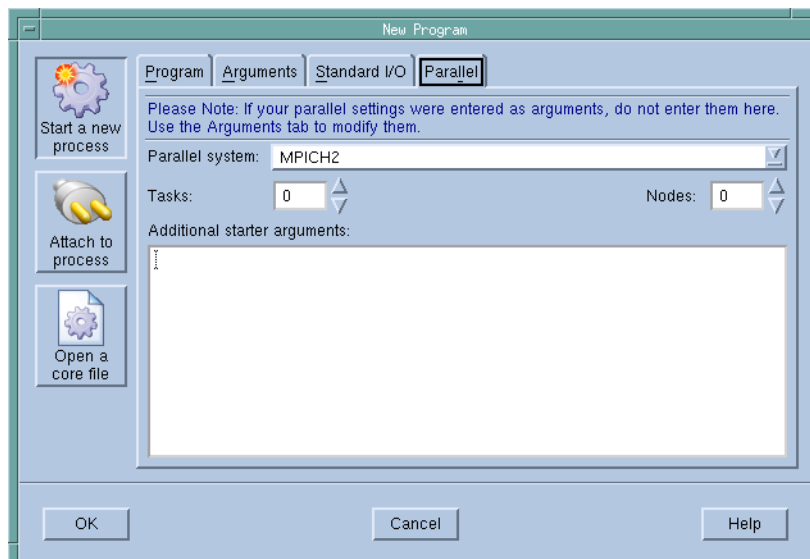 New Program
Start a new
process
Attach to
process
Open a
core file
Program Arguments Standard I/O Parallel
Please Note: If your parallel settings were entered as arguments, do not enter them here.
Use the Arguments tab to modify them.
Parallel system: MPICH2
Tasks: 0 Nodes: 0
Additional starter arguments:
OK Cancel Help